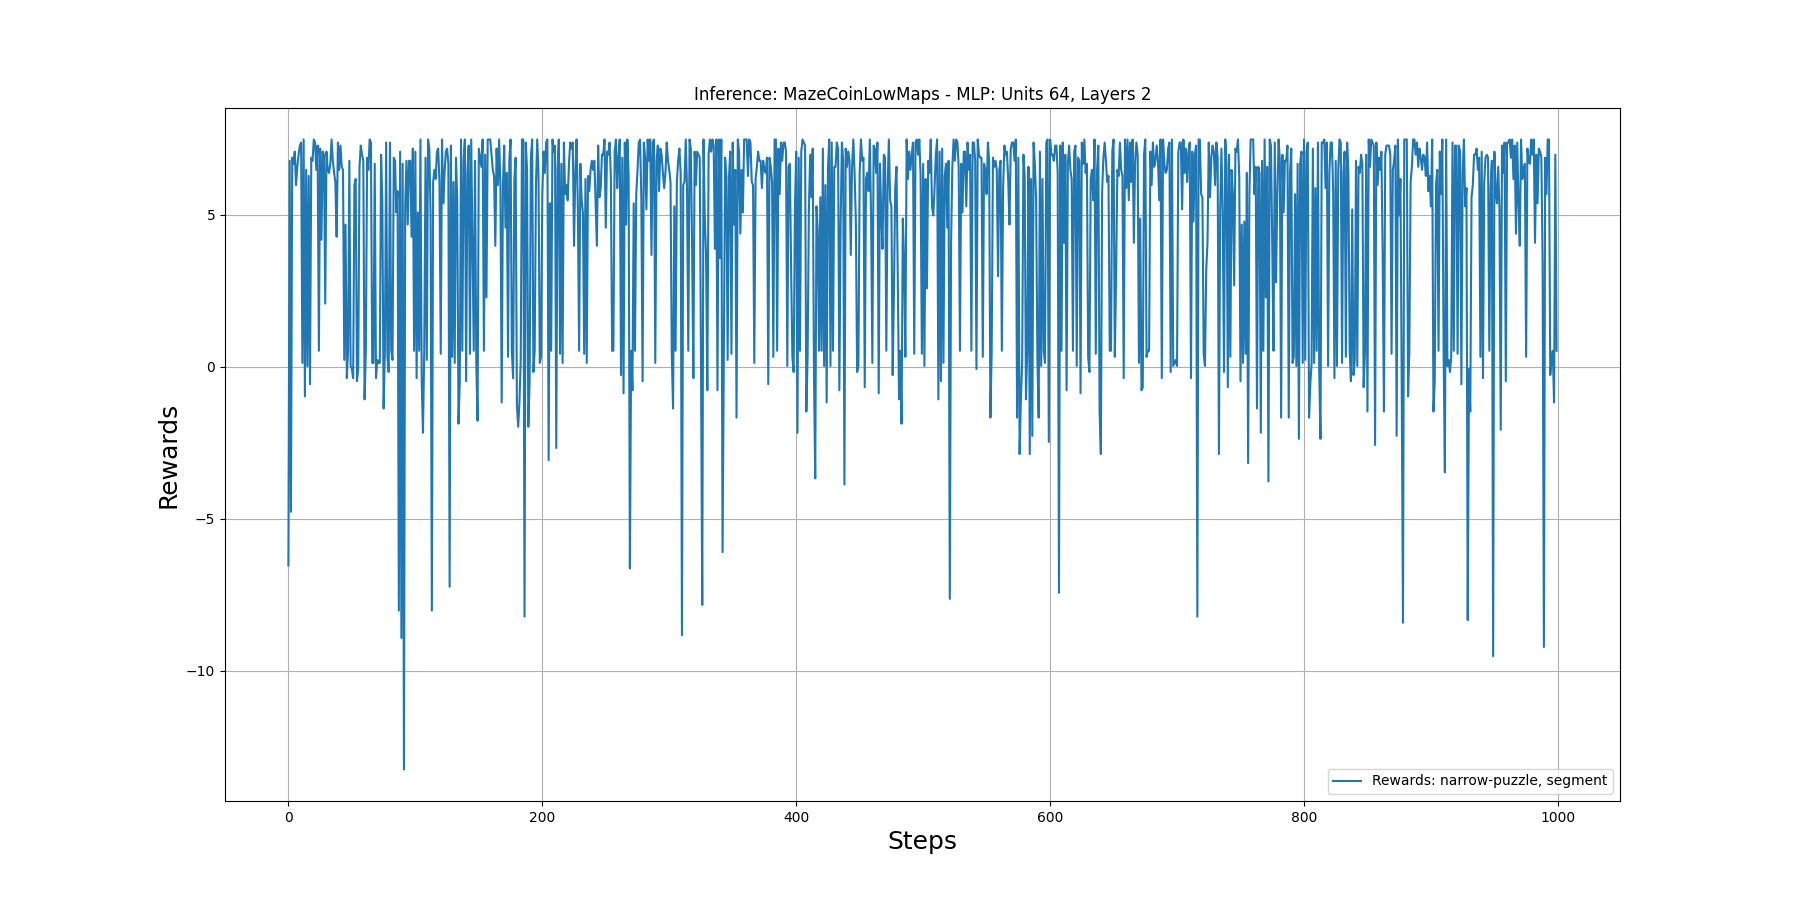 Inference: MazeCoinLowMaps - MLP: Units 64, Layers 2
Rewards
5
0
−5
−10
Rewards: narrow-puzzle, segment
0
200
400
600
800
1000
Steps